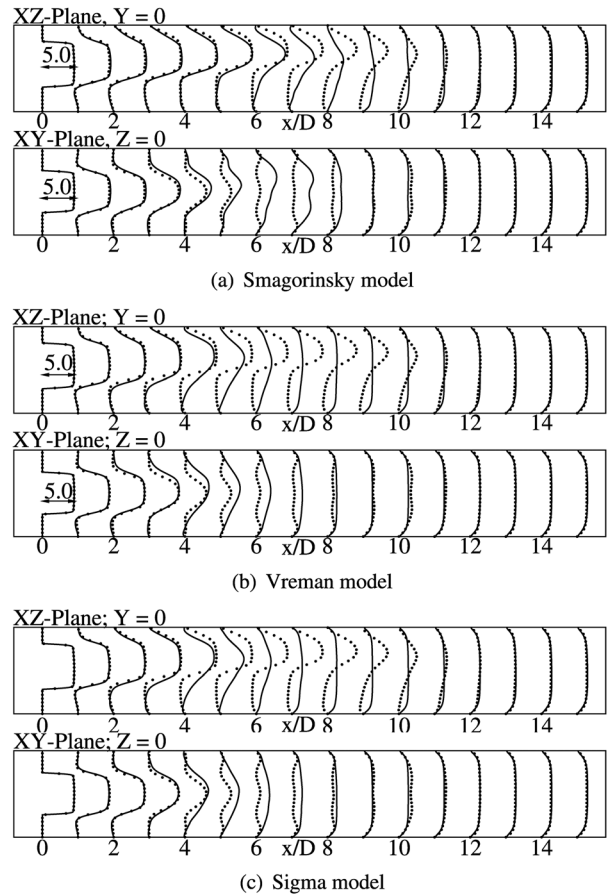 XZ-Plane, Y = 0
5.0
0 2 4 6 x/D 8 10 12 14
XY-Plane, Z = 0
5.0
0 2 4 6 x/D 8 10 12 14
(a) Smagorinsky model
XZ-Plane; Y = 0
5.0
0 2 4 6 x/D 8 10 12 14
XY-Plane; Z = 0
5.0
0 2 4 6 x/D 8 10 12 14
(b) Vreman model
XZ-Plane; Y = 0
0 2 4 6 x/D 8 10 12 14
XY-Plane; Z = 0
0 2 4 6 x/D 8 10 12 14
(c) Sigma model